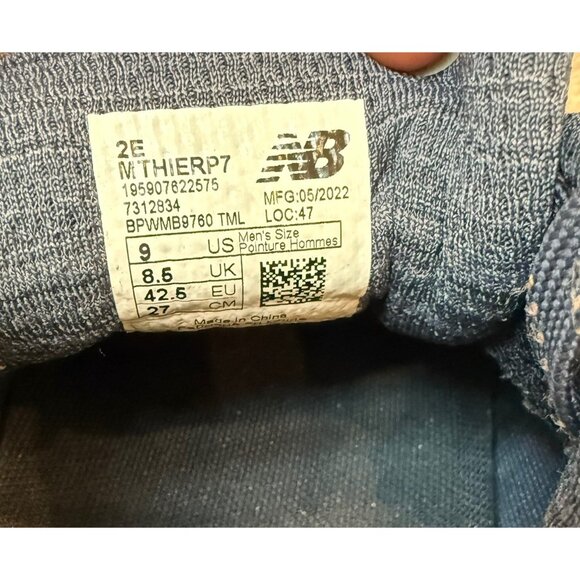 2E
MTHIERP7
195907622575
7312834
BPWMB9760 TML
NB
MFG:05/2022
LOC:47
9 US Men's Size
Pointure Hommes
8.5 UK
42.5 EU
27 CM
Made in China